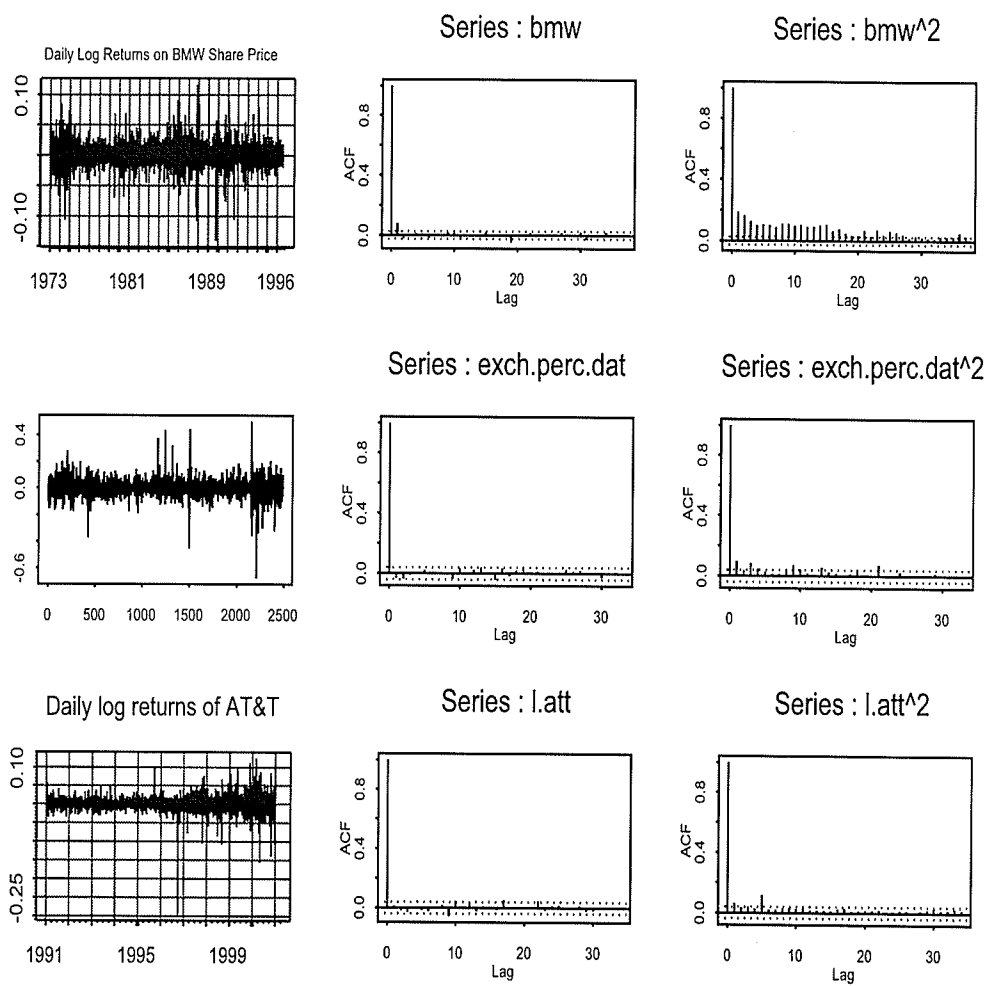 Series : bmw
Series : bmw^2
Daily Log Returns on BMW Share Price
0.10
-0.10
1973 1981 1989 1996
ACF
0.8
0.4
0.0
0 10 20 30
Lag
ACF
0.8
0.4
0.0
0 10 20 30
Lag
Series : exch.perc.dat
Series : exch.perc.dat^2
0.4
0.0
-0.6
0 500 1000 1500 2000 2500
ACF
0.8
0.4
0.0
0 10 20 30
Lag
ACF
0.8
0.4
0.0
0 10 20 30
Lag
Daily log returns of AT&T
Series : l.att
Series : l.att^2
0.10
-0.25
1991 1995 1999
ACF
0.8
0.4
0.0
0 10 20 30
Lag
ACF
0.8
0.4
0.0
0 10 20 30
Lag